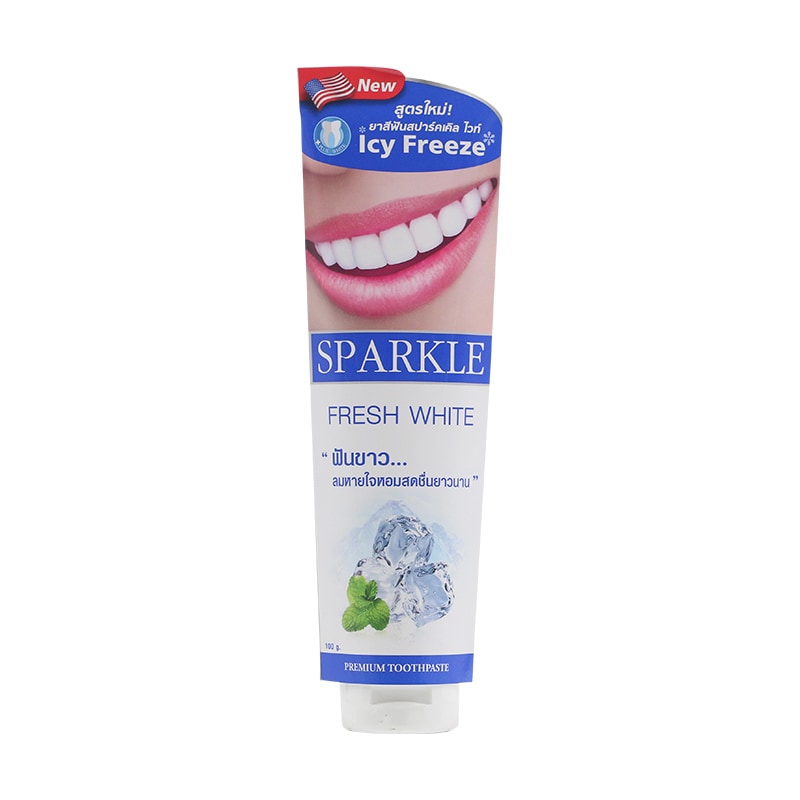 New
สูตรใหม่!
ยาสีฟันสปาร์คเคิล ไวท์
Icy Freeze
SPARKLE
FRESH WHITE
“ ฟันขาว...
ลมหายใจหอมสดชื่นยาวนาน ”
100 g.
PREMIUM TOOTHPASTE